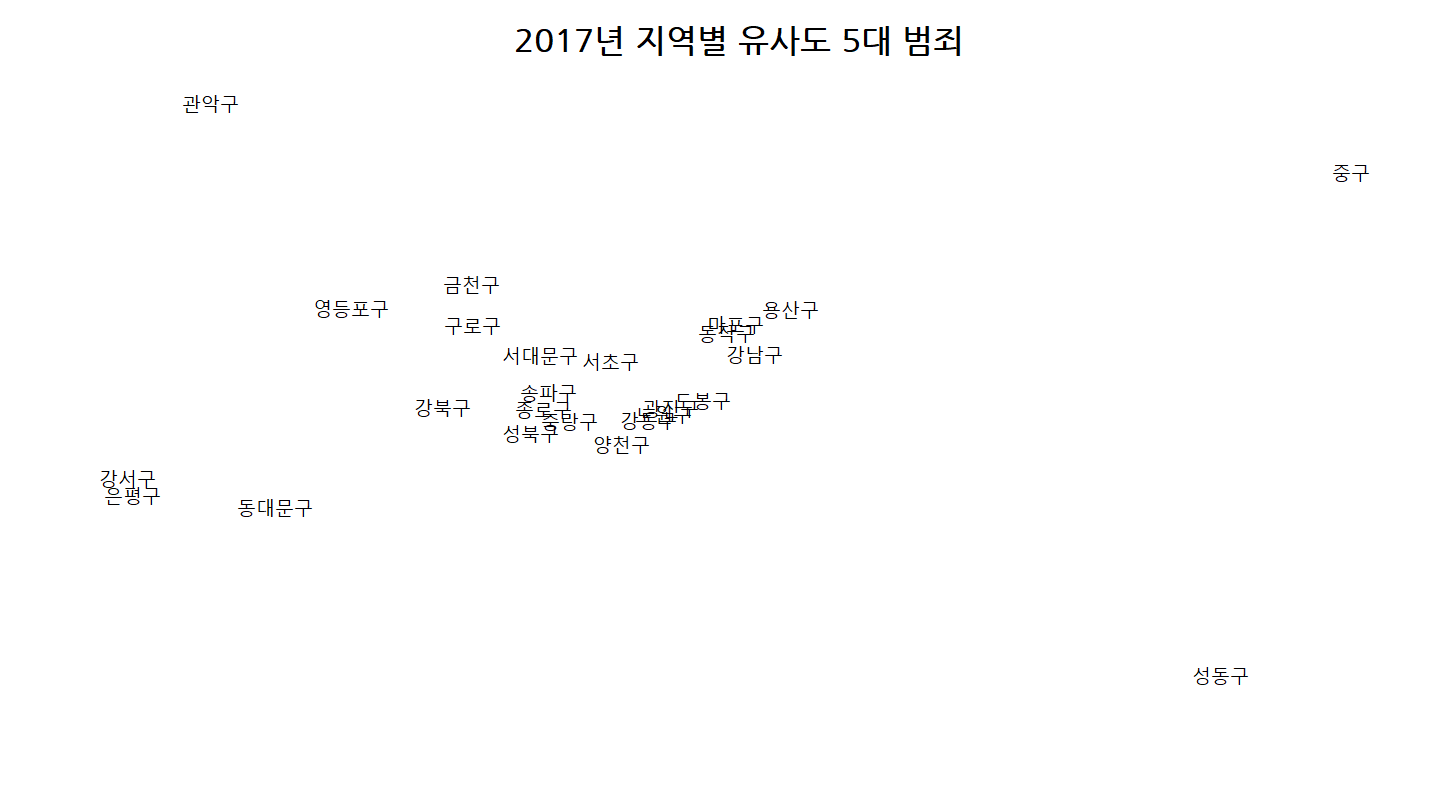 2017년 지역별 유사도 5대 범죄
관악구
중구
금천구
영등포구
용산구
구로구
마포구
동작구
서대문구
서초구
강남구
송파구
도봉구
강북구
종로구
광진구
노원구
중랑구
강동구
성북구
양천구
강서구
은평구
동대문구
성동구